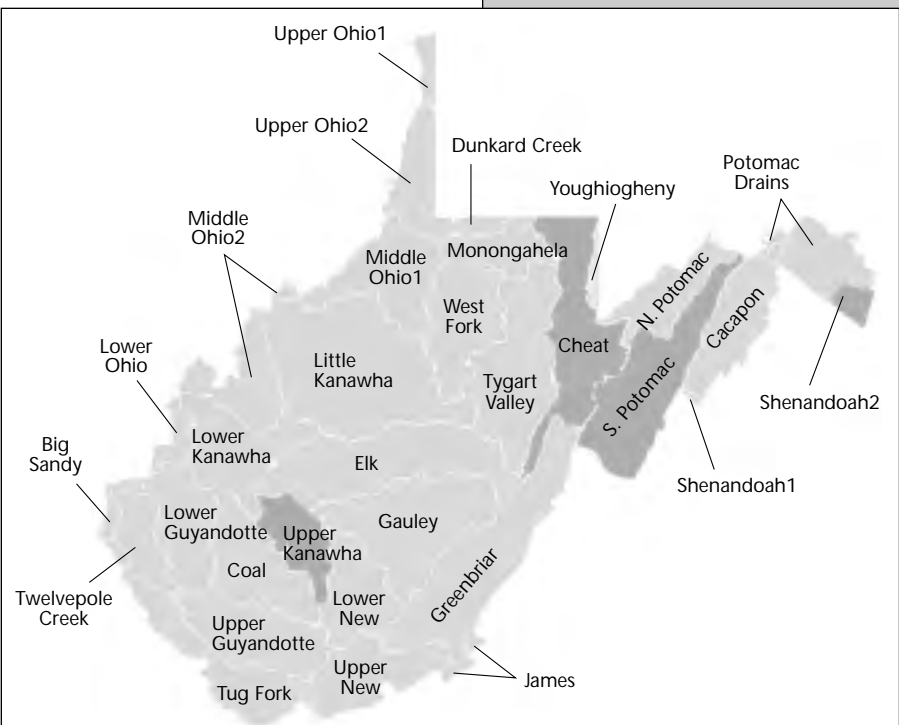 Upper Ohio1
Upper Ohio2
Dunkard Creek
Youghiogheny
Potomac
Drains
Middle
Ohio2
Middle
Ohio1
Monongahela
N. Potomac
West
Fork
Cacapon
Cheat
Lower
Ohio
Little
Kanawha
Tygart
Valley
S. Potomac
Shenandoah2
Big
Sandy
Lower
Kanawha
Elk
Shenandoah1
Lower
Guyandotte
Upper
Kanawha
Gauley
Coal
Greenbriar
Twelvepole
Creek
Lower
New
Upper
Guyandotte
Upper
New
James
Tug Fork